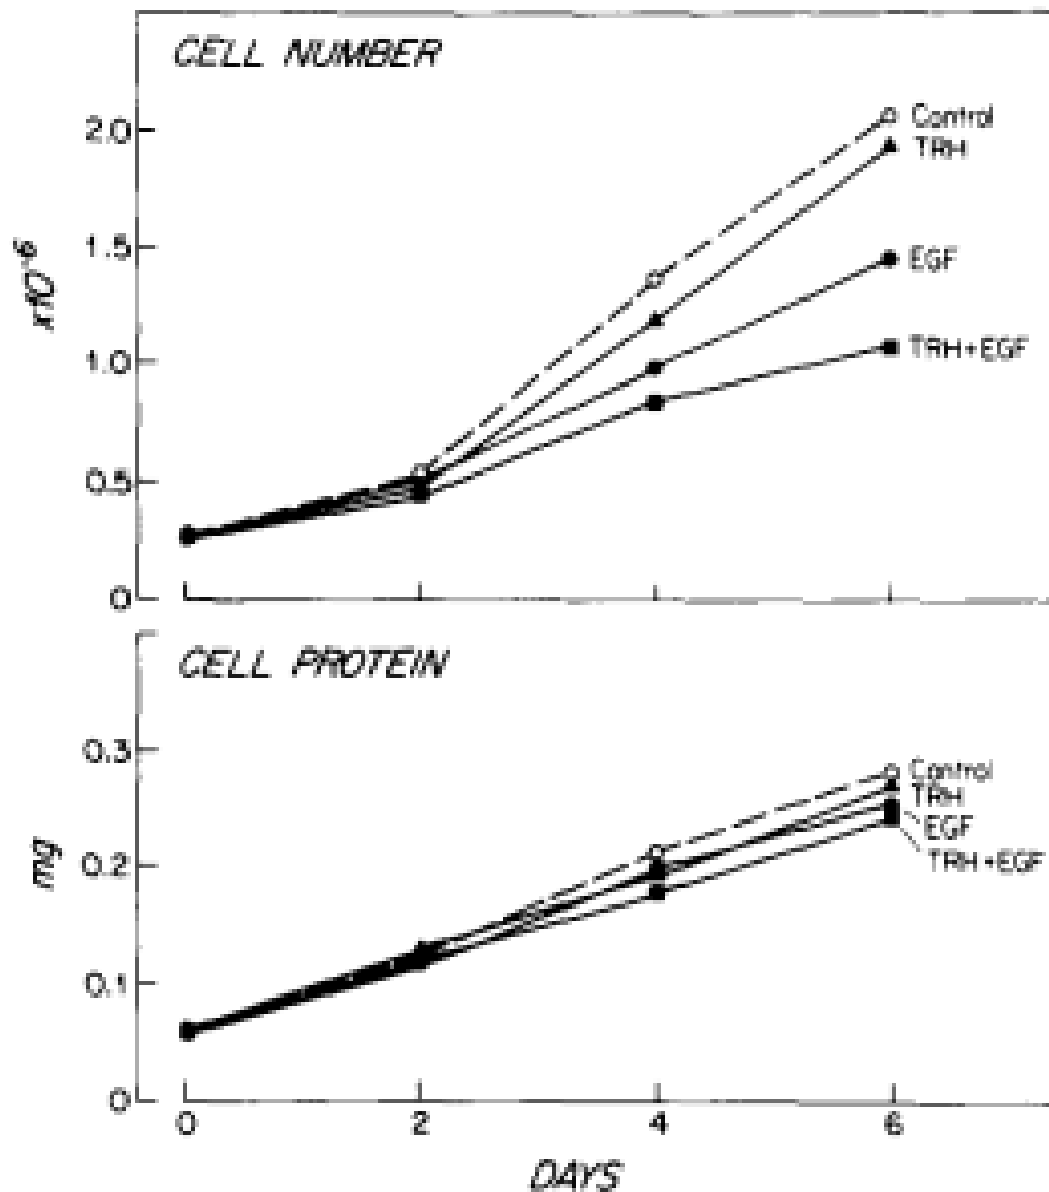 CELL NUMBER
2.0
1.5
1.0
0.5
0
x10⁻⁶
Control
TRH
EGF
TRH+EGF
CELL PROTEIN
0.3
0.2
0.1
0
mg
Control
TRH
EGF
TRH+EGF
0 2 4 6
DAYS